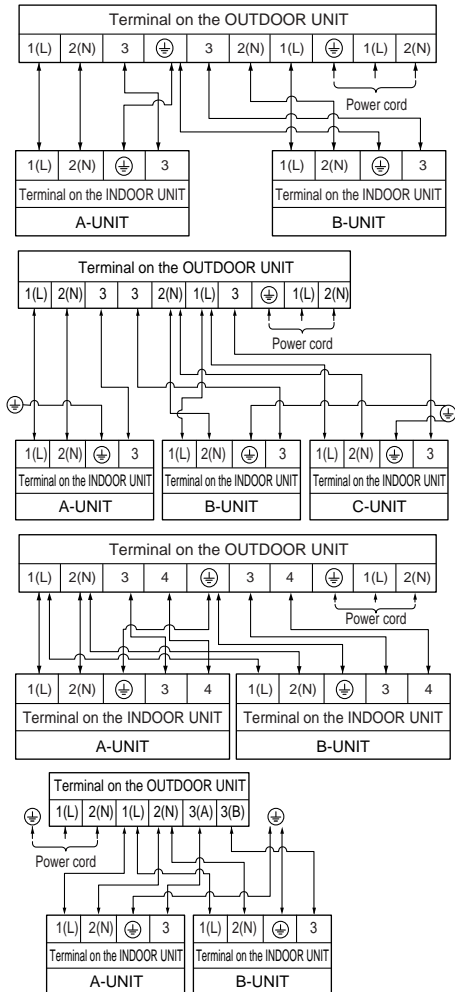 Terminal on the OUTDOOR UNIT
1(L) 2(N) 3 ⏚ 3 2(N) 1(L) ⏚ 1(L) 2(N)
Power cord
1(L) 2(N) ⏚ 3 1(L) 2(N) ⏚ 3
Terminal on the INDOOR UNIT Terminal on the INDOOR UNIT
A-UNIT B-UNIT
Terminal on the OUTDOOR UNIT
1(L) 2(N) 3 3 2(N) 1(L) 3 ⏚ 1(L) 2(N)
Power cord
⏚ ⏚
1(L) 2(N) ⏚ 3 1(L) 2(N) ⏚ 3 1(L) 2(N) ⏚ 3
Terminal on the INDOOR UNIT Terminal on the INDOOR UNIT Terminal on the INDOOR UNIT
A-UNIT B-UNIT C-UNIT
Terminal on the OUTDOOR UNIT
1(L) 2(N) 3 4 ⏚ 3 4 ⏚ 1(L) 2(N)
Power cord
1(L) 2(N) ⏚ 3 4 1(L) 2(N) ⏚ 3 4
Terminal on the INDOOR UNIT Terminal on the INDOOR UNIT
A-UNIT B-UNIT
Terminal on the OUTDOOR UNIT
⏚ 1(L) 2(N) 1(L) 2(N) 3(A) 3(B) ⏚
Power cord
1(L) 2(N) ⏚ 3 1(L) 2(N) ⏚ 3
Terminal on the INDOOR UNIT Terminal on the INDOOR UNIT
A-UNIT B-UNIT